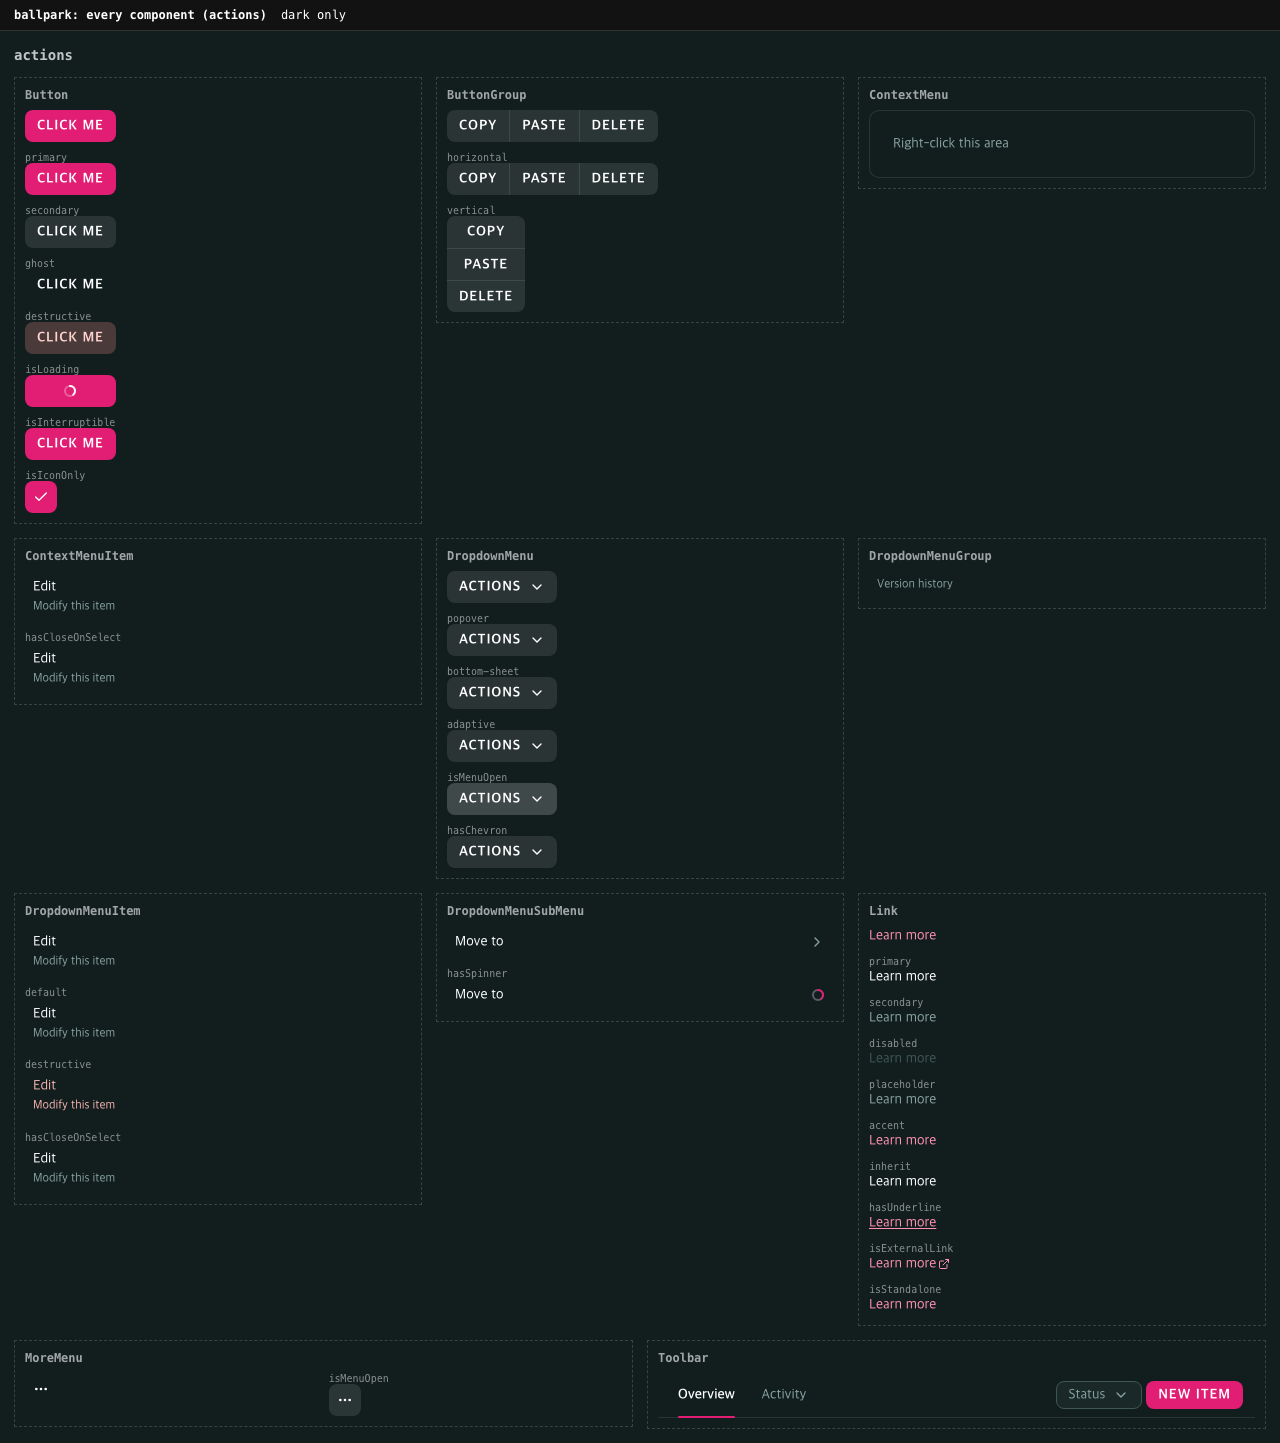 ballpark: every component (actions) dark only
actions
Button
CLICK ME
primary
CLICK ME
secondary
CLICK ME
ghost
CLICK ME
destructive
CLICK ME
isLoading
isInterruptible
CLICK ME
isIconOnly
ButtonGroup
COPY PASTE DELETE
horizontal
COPY PASTE DELETE
vertical
COPY
PASTE
DELETE
ContextMenu
Right-click this area
ContextMenuItem
Edit
Modify this item
hasCloseOnSelect
Edit
Modify this item
DropdownMenu
ACTIONS
popover
ACTIONS
bottom-sheet
ACTIONS
adaptive
ACTIONS
isMenuOpen
ACTIONS
hasChevron
ACTIONS
DropdownMenuGroup
Version history
DropdownMenuItem
Edit
Modify this item
default
Edit
Modify this item
destructive
Edit
Modify this item
hasCloseOnSelect
Edit
Modify this item
DropdownMenuSubMenu
Move to
hasSpinner
Move to
Link
Learn more
primary
Learn more
secondary
Learn more
disabled
Learn more
placeholder
Learn more
accent
Learn more
inherit
Learn more
hasUnderline
Learn more
isExternalLink
Learn more
isStandalone
Learn more
MoreMenu
isMenuOpen
Toolbar
Overview Activity Status NEW ITEM